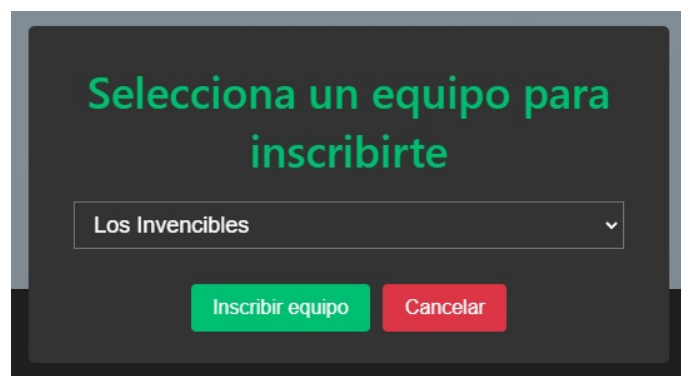 Selecciona un equipo para
inscribirte
Los Invencibles
Inscribir equipo Cancelar